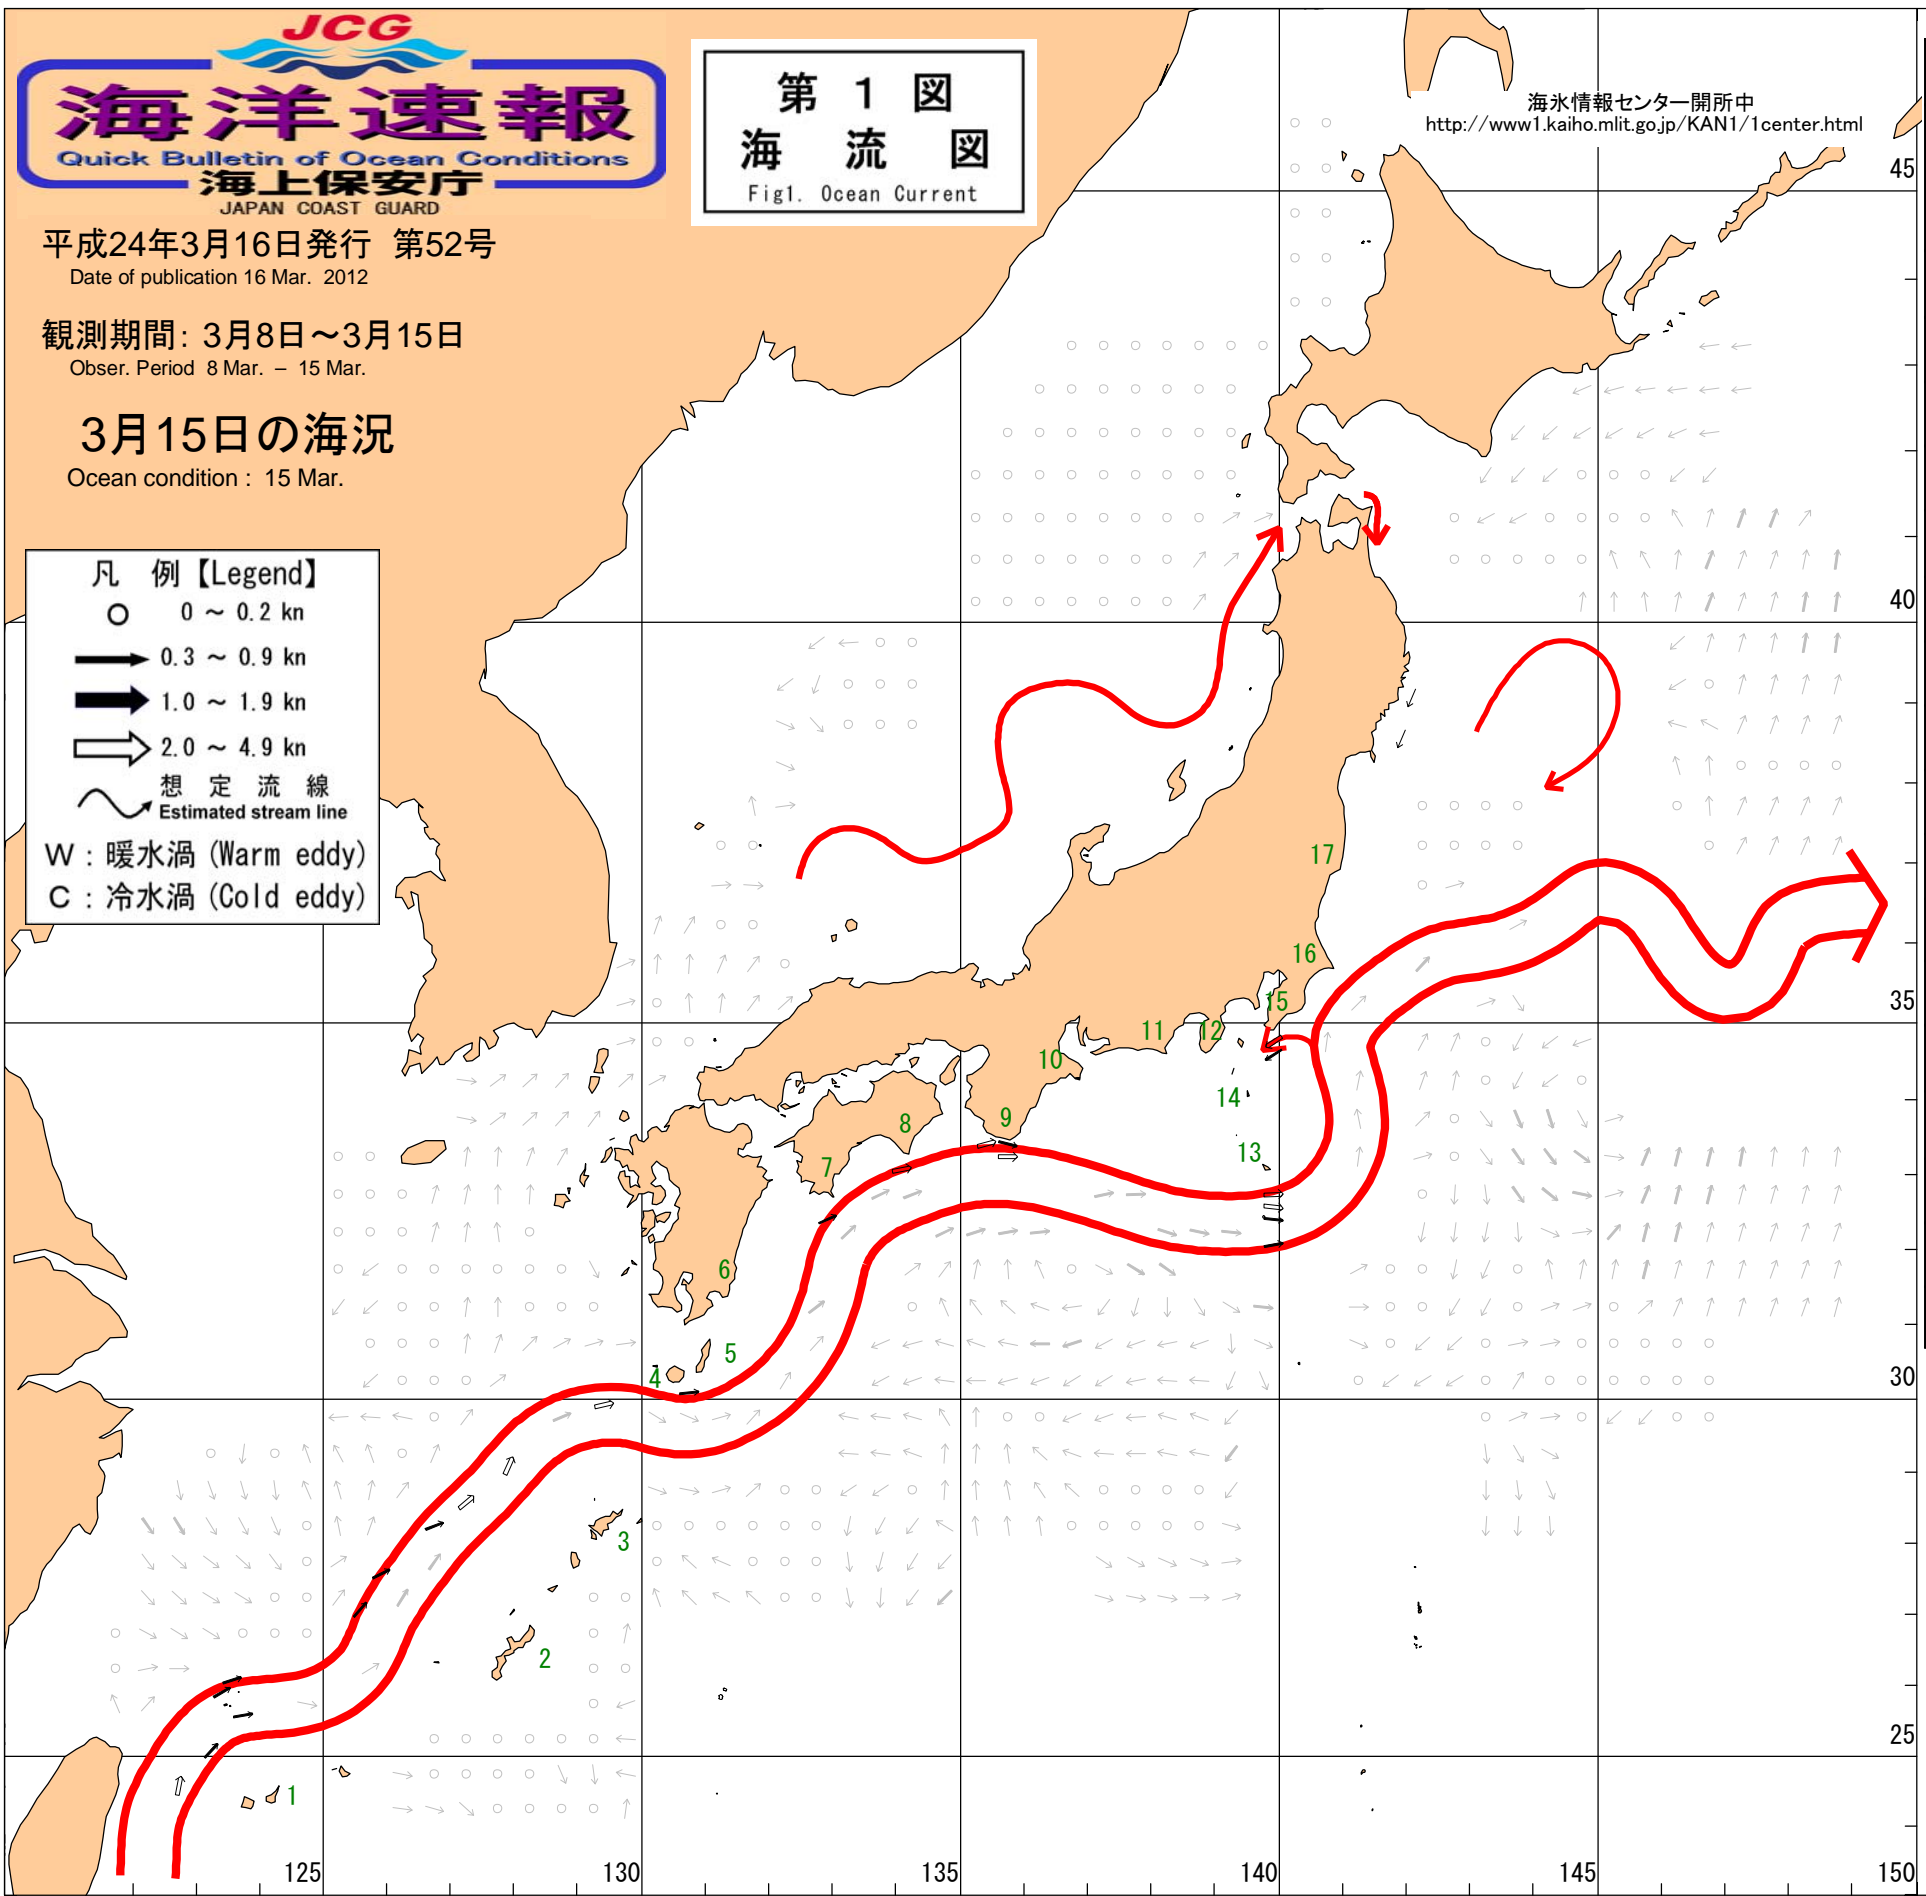 JCG
海洋速報
Quick Bulletin of Ocean Conditions
海上保安庁
JAPAN COAST GUARD
第 1 図
海 流 図
Fig1. Ocean Current
海氷情報センター開所中
http://www1.kaiho.mlit.go.jp/KAN1/1center.html
平成24年3月16日発行 第52号
Date of publication 16 Mar. 2012
観測期間: 3月8日～3月15日
Obser. Period 8 Mar. – 15 Mar.
3月15日の海況
Ocean condition : 15 Mar.
凡 例【Legend】
0 ～ 0.2 kn
0.3 ～ 0.9 kn
1.0 ～ 1.9 kn
2.0 ～ 4.9 kn
想 定 流 線
Estimated stream line
W : 暖水渦 (Warm eddy)
C : 冷水渦 (Cold eddy)
45
40
35
30
25
17
16
15
12
11
10
14
9
8
13
7
6
5
4
3
2
1
125
130
135
140
145
150